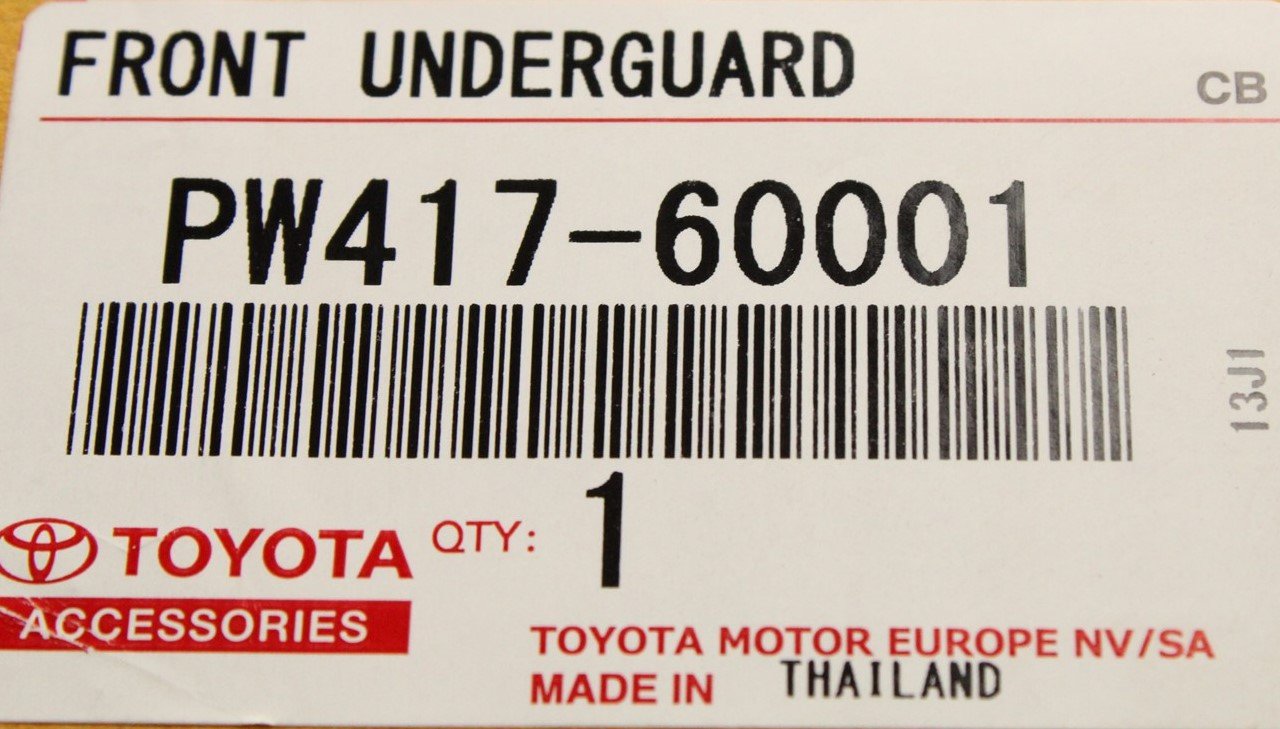 FRONT UNDERGUARD
CB
PW417-60001
13J1
TOYOTA QTY: 1
ACCESSORIES
TOYOTA MOTOR EUROPE NV/SA
MADE IN THAILAND